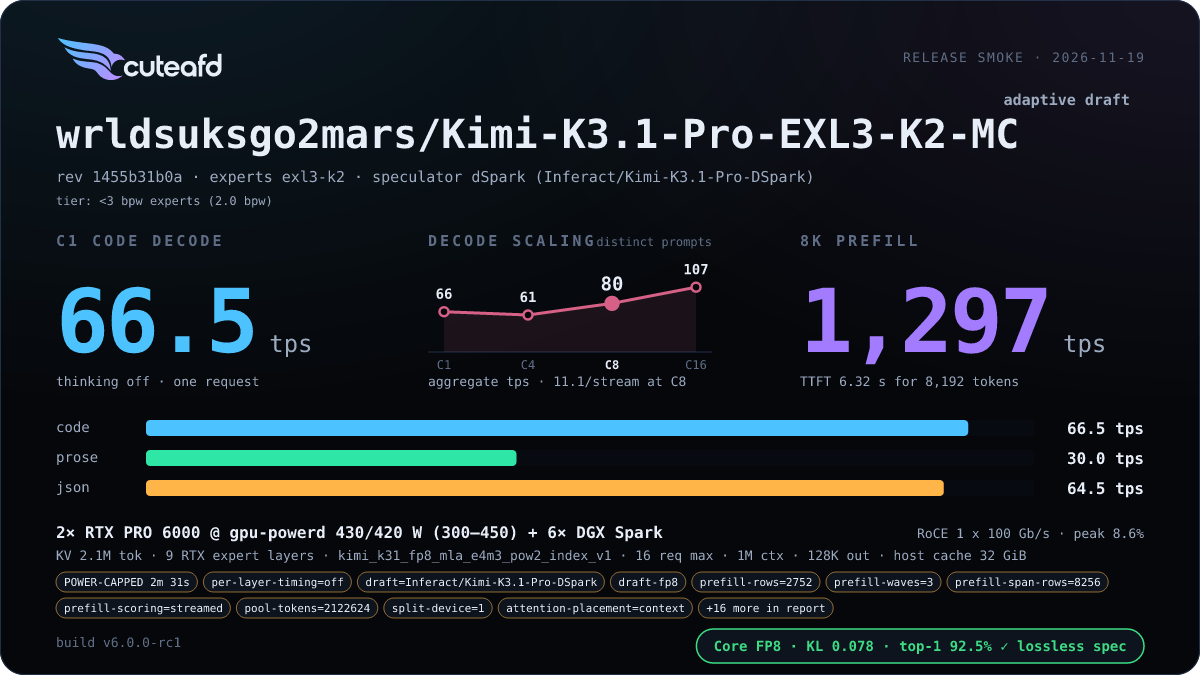 cuteafd
RELEASE SMOKE · 2026-11-19
adaptive draft
wrldsuksgo2mars/Kimi-K3.1-Pro-EXL3-K2-MC
rev 1455b31b0a · experts exl3-k2 · speculator dSpark (Inferact/Kimi-K3.1-Pro-DSpark)
tier: <3 bpw experts (2.0 bpw)
C1 CODE DECODE
66.5 tps
thinking off · one request
DECODE SCALING distinct prompts
66 61 80 107
C1 C4 C8 C16
aggregate tps · 11.1/stream at C8
8K PREFILL
1,297 tps
TTFT 6.32 s for 8,192 tokens
code 66.5 tps
prose 30.0 tps
json 64.5 tps
2× RTX PRO 6000 @ gpu-powerd 430/420 W (300–450) + 6× DGX Spark
RoCE 1 x 100 Gb/s · peak 8.6%
KV 2.1M tok · 9 RTX expert layers · kimi_k31_fp8_mla_e4m3_pow2_index_v1 · 16 req max · 1M ctx · 128K out · host cache 32 GiB
POWER-CAPPED 2m 31s per-layer-timing=off draft=Inferact/Kimi-K3.1-Pro-DSpark draft-fp8 prefill-rows=2752 prefill-waves=3 prefill-span-rows=8256
prefill-scoring=streamed pool-tokens=2122624 split-device=1 attention-placement=context +16 more in report
build v6.0.0-rc1
Core FP8 · KL 0.078 · top-1 92.5% ✓ lossless spec